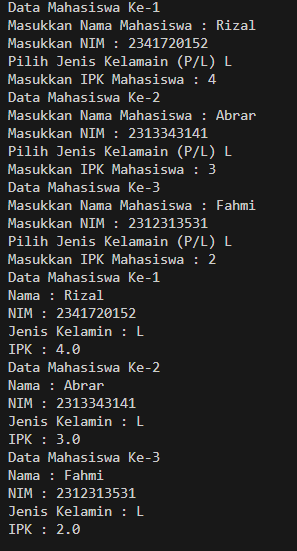 Data Mahasiswa Ke-1
Masukkan Nama Mahasiswa : Rizal
Masukkan NIM : 2341720152
Pilih Jenis Kelamain (P/L) L
Masukkan IPK Mahasiswa : 4
Data Mahasiswa Ke-2
Masukkan Nama Mahasiswa : Abrar
Masukkan NIM : 2313343141
Pilih Jenis Kelamain (P/L) L
Masukkan IPK Mahasiswa : 3
Data Mahasiswa Ke-3
Masukkan Nama Mahasiswa : Fahmi
Masukkan NIM : 2312313531
Pilih Jenis Kelamain (P/L) L
Masukkan IPK Mahasiswa : 2
Data Mahasiswa Ke-1
Nama : Rizal
NIM : 2341720152
Jenis Kelamin : L
IPK : 4.0
Data Mahasiswa Ke-2
Nama : Abrar
NIM : 2313343141
Jenis Kelamin : L
IPK : 3.0
Data Mahasiswa Ke-3
Nama : Fahmi
NIM : 2312313531
Jenis Kelamin : L
IPK : 2.0